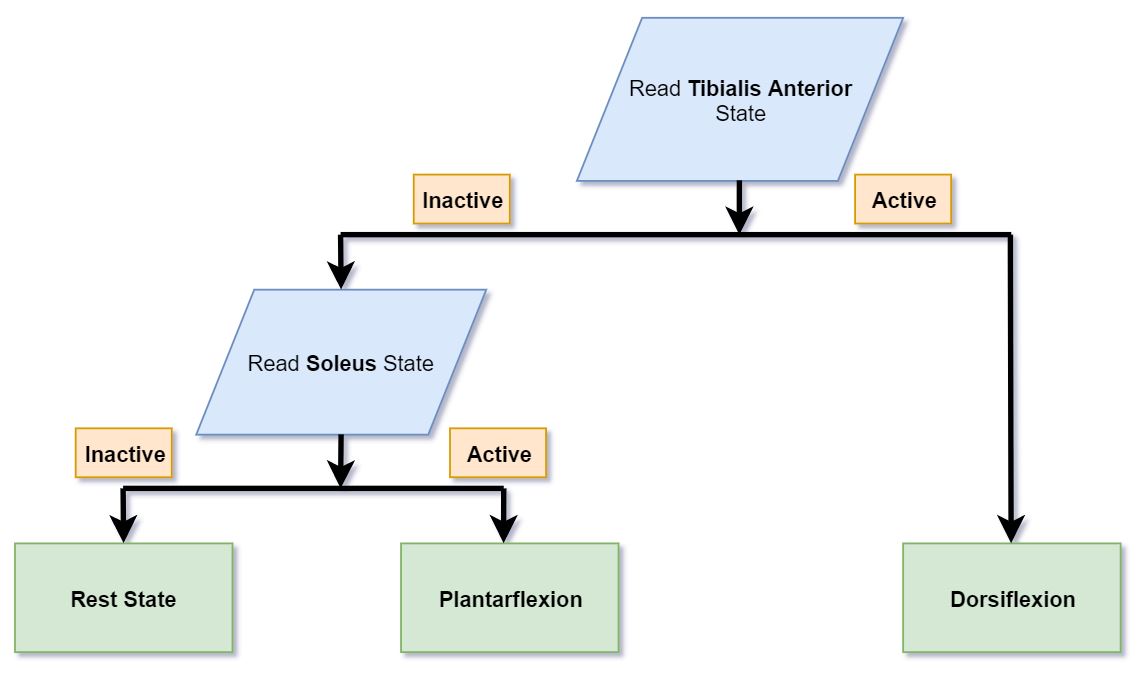 Read Tibialis Anterior
State
Inactive
Active
Read Soleus State
Inactive
Active
Rest State
Plantarflexion
Dorsiflexion